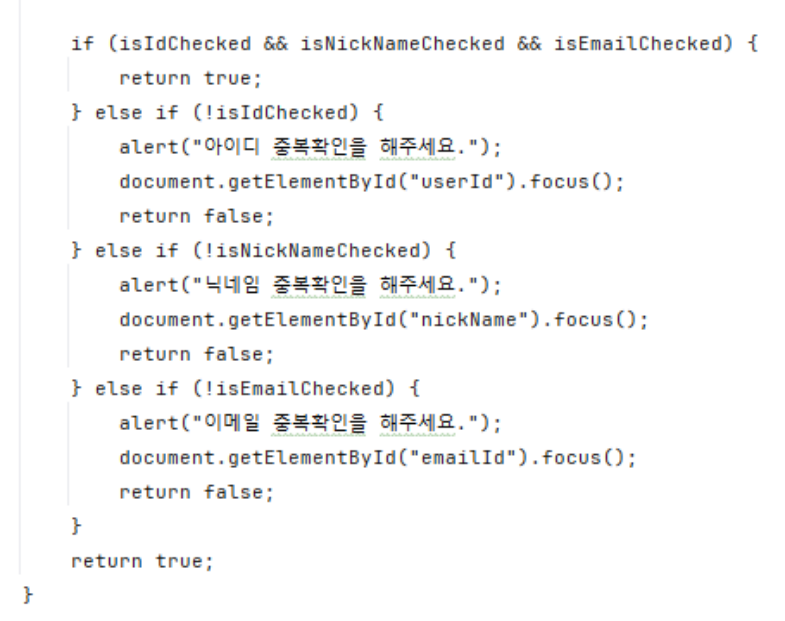 if (isIdChecked && isNickNameChecked && isEmailChecked) {
return true;
} else if (!isIdChecked) {
alert("아이디 중복확인을 해주세요.");
document.getElementById("userId").focus();
return false;
} else if (!isNickNameChecked) {
alert("닉네임 중복확인을 해주세요.");
document.getElementById("nickName").focus();
return false;
} else if (!isEmailChecked) {
alert("이메일 중복확인을 해주세요.");
document.getElementById("emailId").focus();
return false;
}
return true;
}